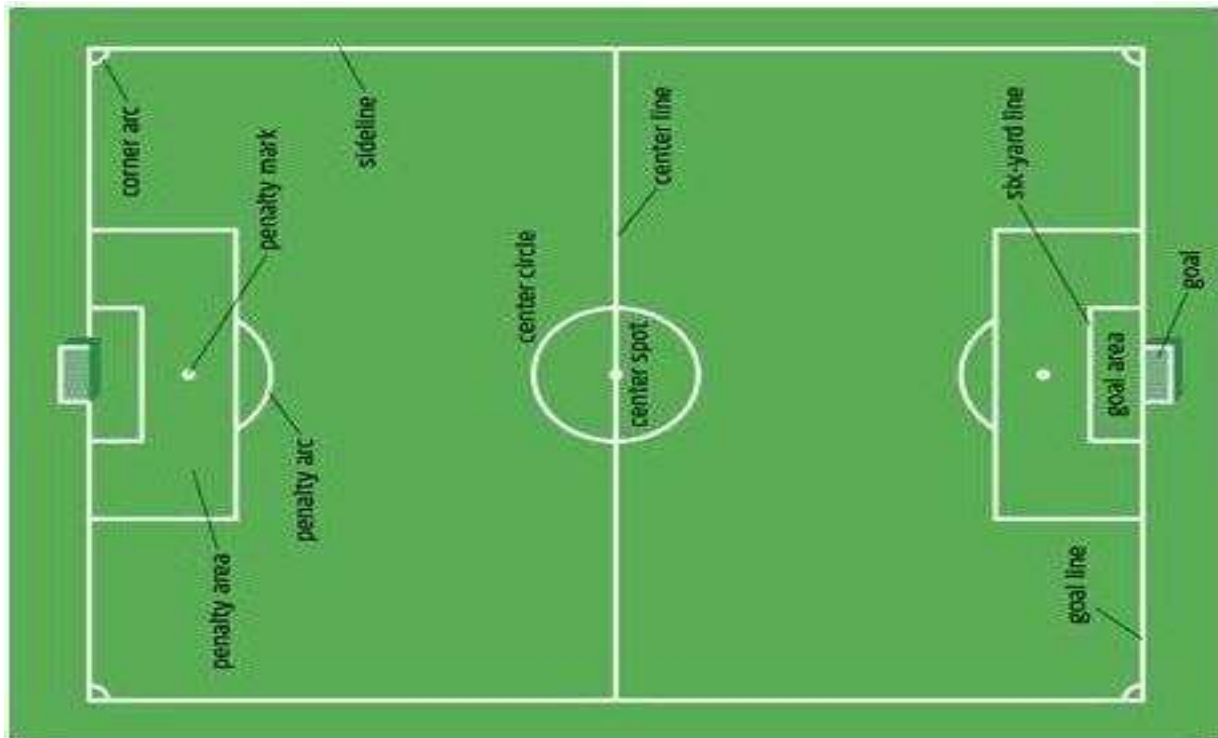 corner arc
penalty mark
sideline
penalty area
penalty arc
center circle
center line
center spot
six-yard line
goal area
goal
goal line